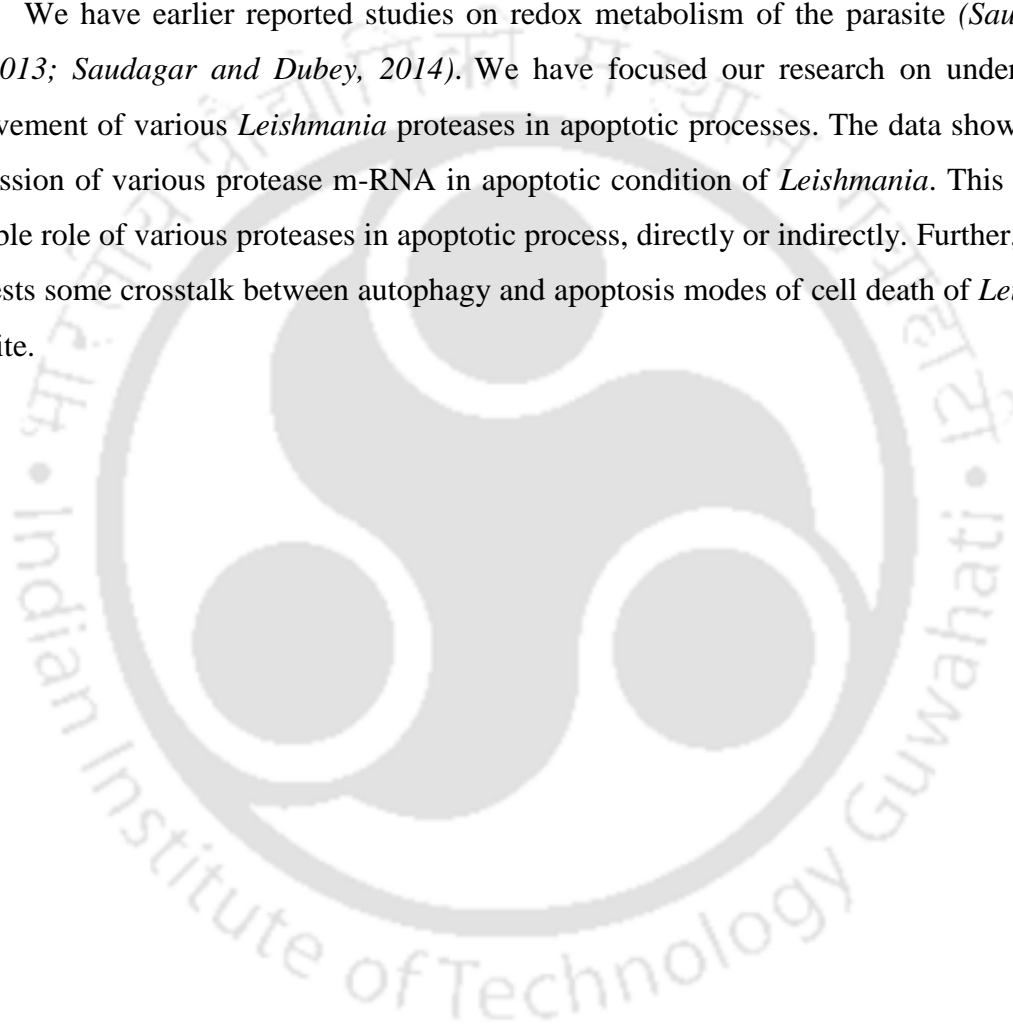 We have earlier reported studies on redox metabolism of the parasite (Sau
013; Saudagar and Dubey, 2014). We have focused our research on under
vement of various Leishmania proteases in apoptotic processes. The data show
ssion of various protease m-RNA in apoptotic condition of Leishmania. This
ble role of various proteases in apoptotic process, directly or indirectly. Further,
ests some crosstalk between autophagy and apoptosis modes of cell death of Lei
ite.
Indian Institute of Technology Guwahati